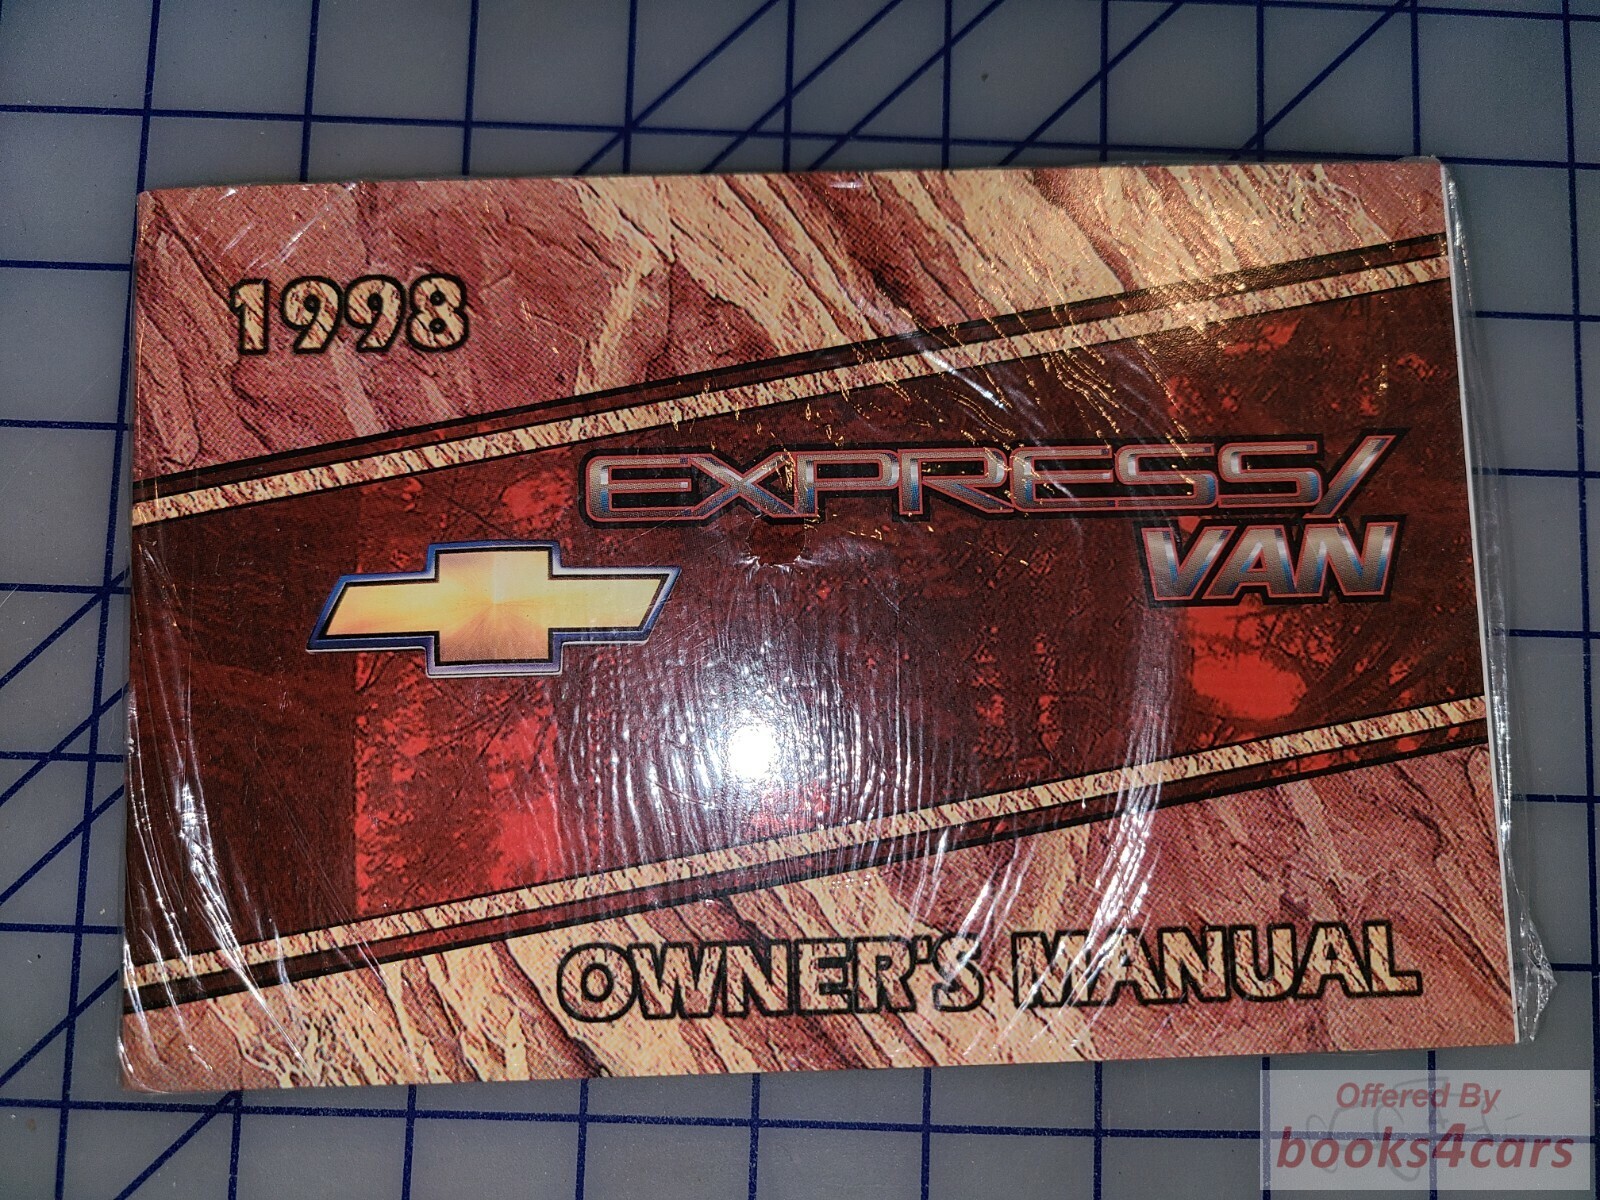 1998
EXPRESS/
VAN
OWNER'S MANUAL
Offered By
books4cars